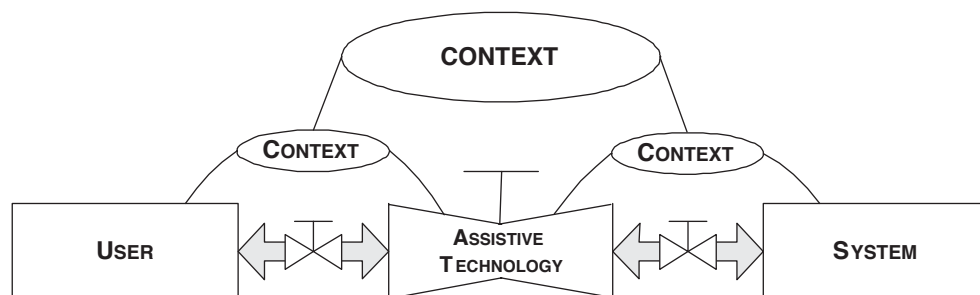 CONTEXT
CONTEXT
CONTEXT
USER
ASSISTIVE
TECHNOLOGY
SYSTEM